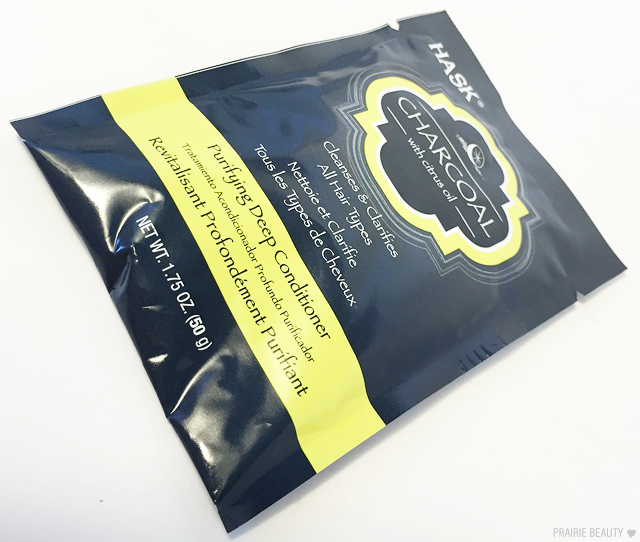 HASK®
CHARCOAL
with citrus oil
Cleanses & Clarifies
All Hair Types
Nettoie et Clarifie
Tous les Types de Cheveux
Purifying Deep Conditioner
Tratamiento Acondicionador Profundo Purificador
Revitalisant Profondément Purifiant
NET WT. 1.75 OZ. (50 g)
PRAIRIE BEAUTY